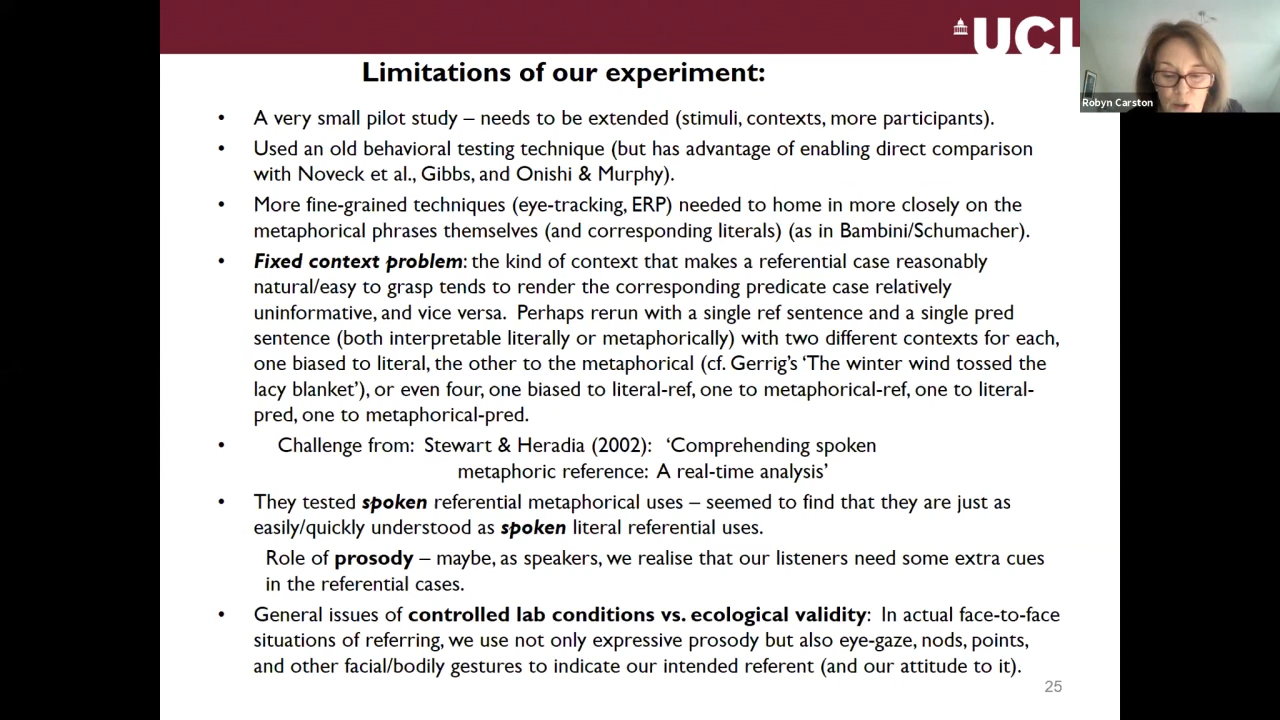 UCL
Robyn Carston
Limitations of our experiment:
• A very small pilot study – needs to be extended (stimuli, contexts, more participants).
• Used an old behavioral testing technique (but has advantage of enabling direct comparison
with Noveck et al., Gibbs, and Onishi & Murphy).
• More fine-grained techniques (eye-tracking, ERP) needed to home in more closely on the
metaphorical phrases themselves (and corresponding literals) (as in Bambini/Schumacher).
• Fixed context problem: the kind of context that makes a referential case reasonably
natural/easy to grasp tends to render the corresponding predicate case relatively
uninformative, and vice versa. Perhaps rerun with a single ref sentence and a single pred
sentence (both interpretable literally or metaphorically) with two different contexts for each,
one biased to literal, the other to the metaphorical (cf. Gerrig's ‘The winter wind tossed the
lacy blanket’), or even four, one biased to literal-ref, one to metaphorical-ref, one to literal-
pred, one to metaphorical-pred.
• Challenge from: Stewart & Heradia (2002): ‘Comprehending spoken
metaphoric reference: A real-time analysis’
• They tested spoken referential metaphorical uses – seemed to find that they are just as
easily/quickly understood as spoken literal referential uses.
Role of prosody – maybe, as speakers, we realise that our listeners need some extra cues
in the referential cases.
• General issues of controlled lab conditions vs. ecological validity: In actual face-to-face
situations of referring, we use not only expressive prosody but also eye-gaze, nods, points,
and other facial/bodily gestures to indicate our intended referent (and our attitude to it).
25